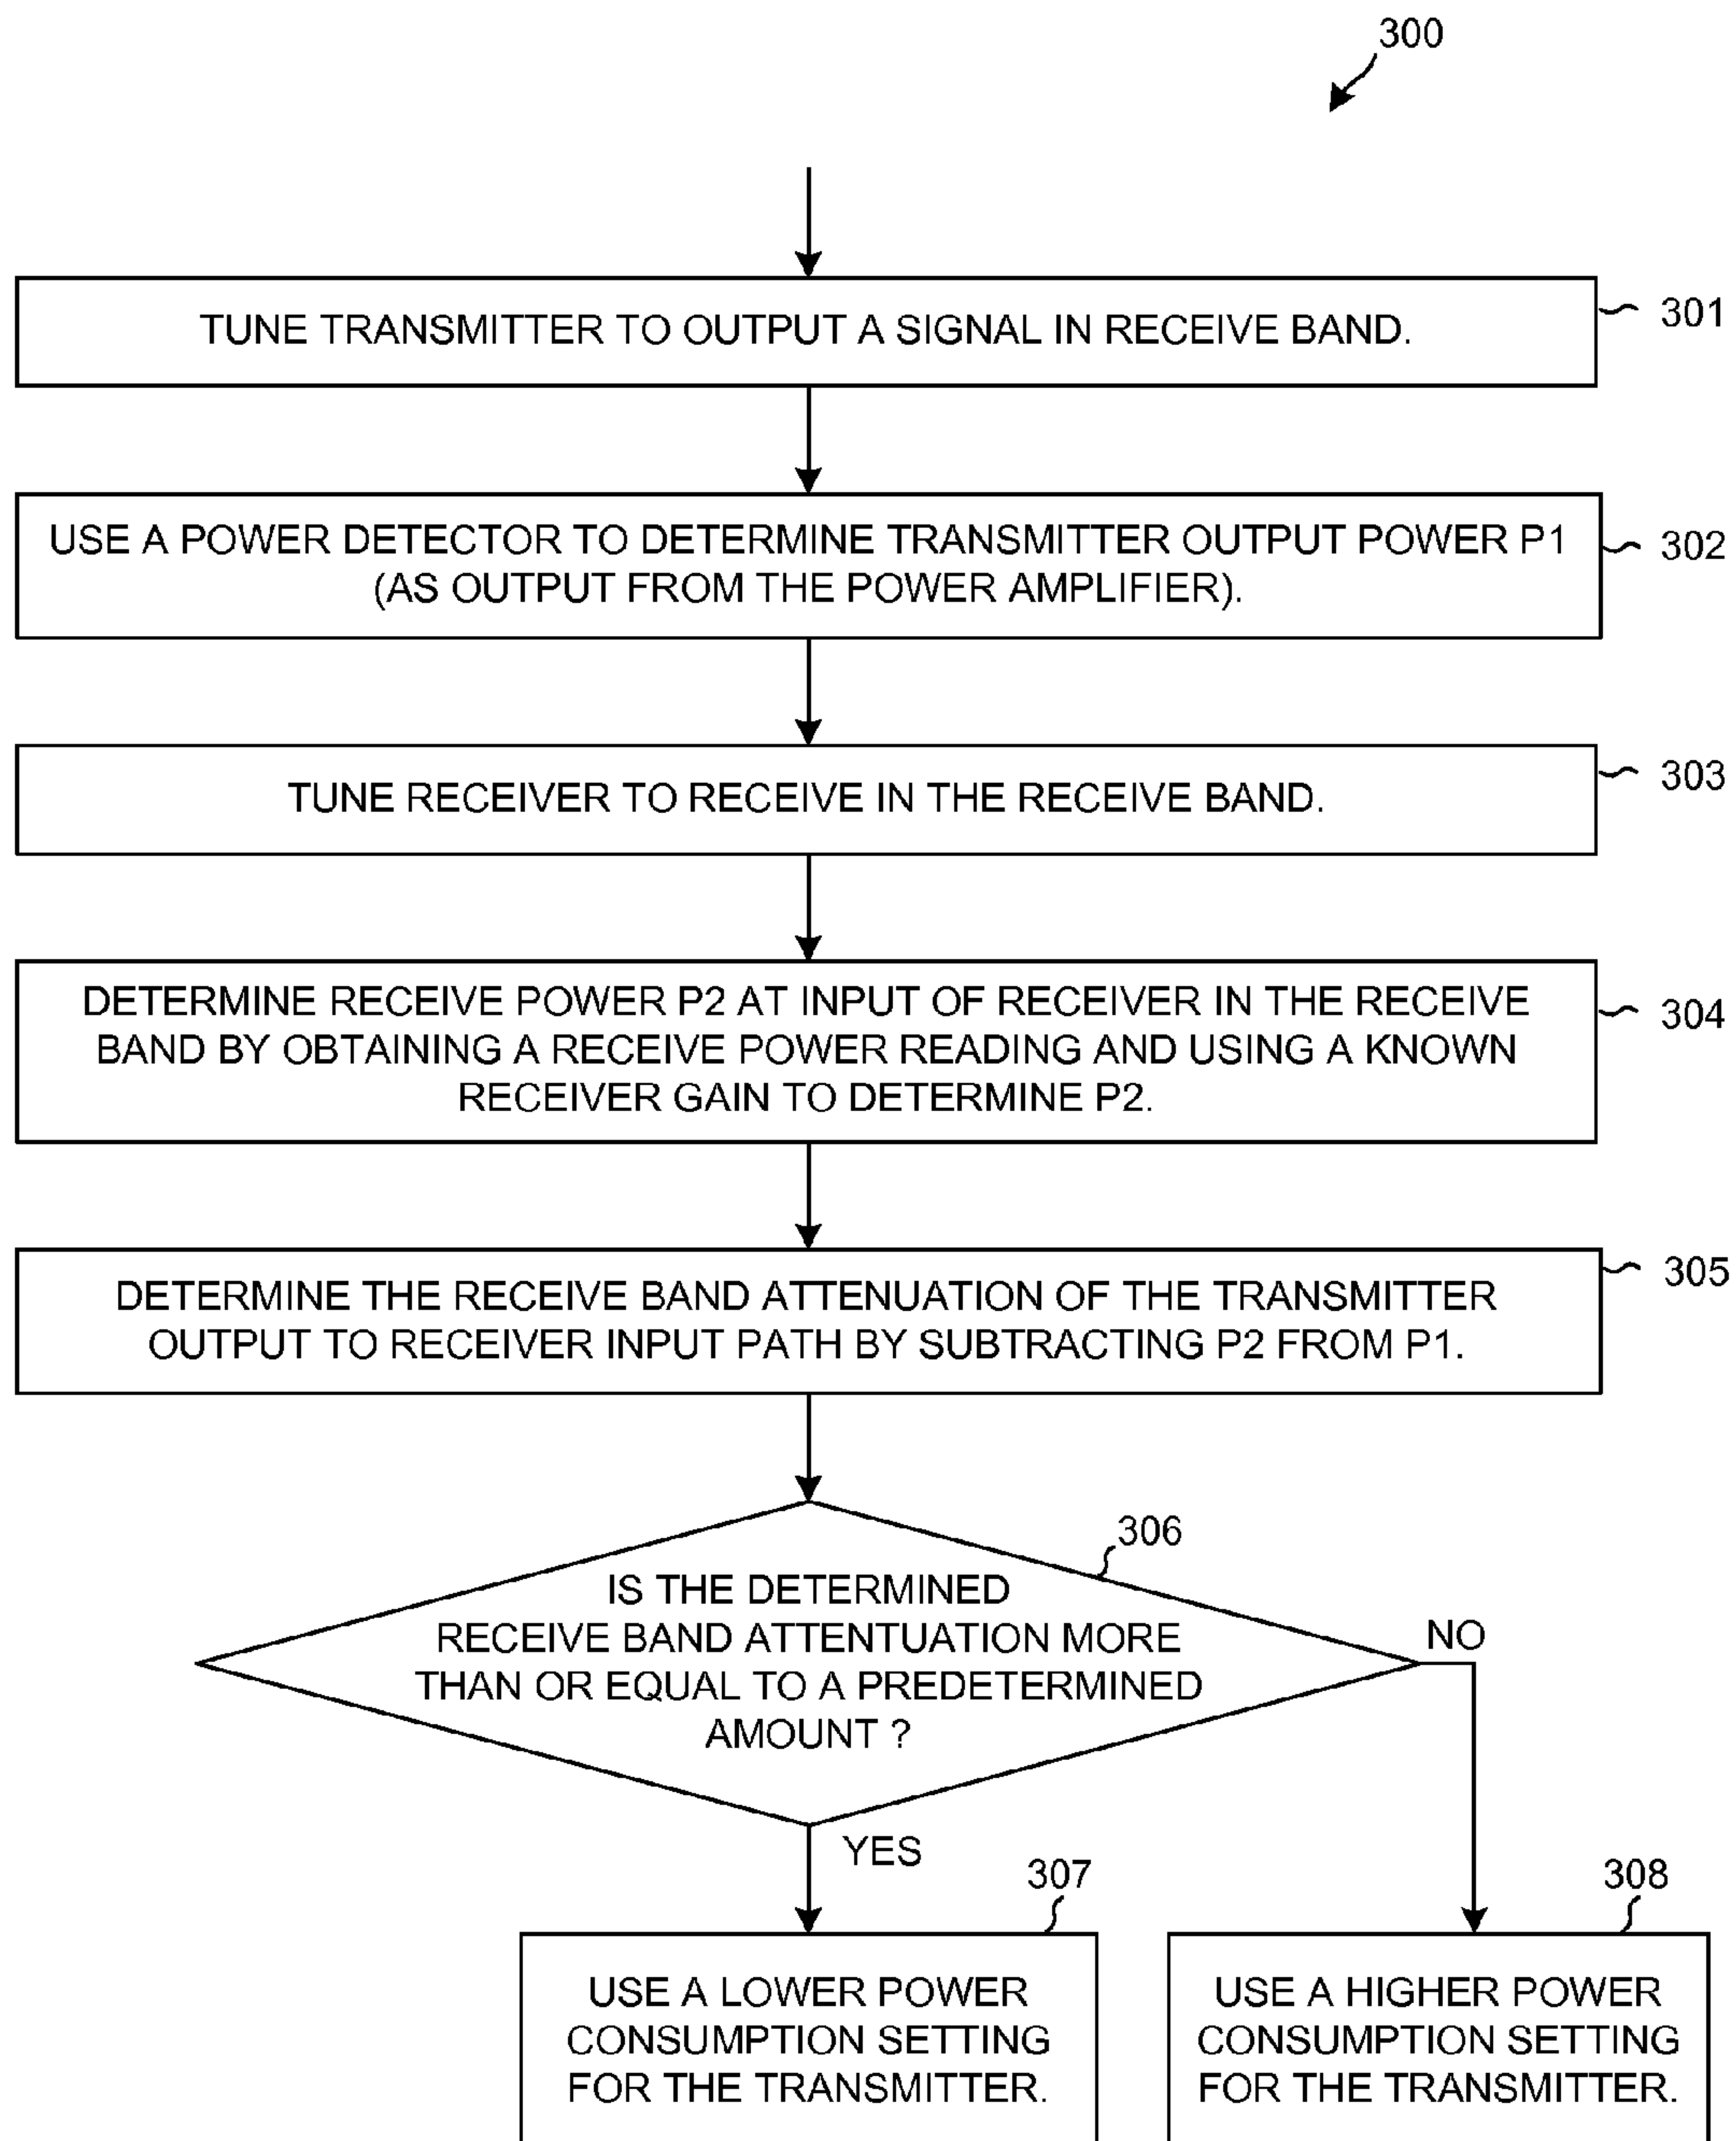 300
TUNE TRANSMITTER TO OUTPUT A SIGNAL IN RECEIVE BAND.
301
USE A POWER DETECTOR TO DETERMINE TRANSMITTER OUTPUT POWER P1
(AS OUTPUT FROM THE POWER AMPLIFIER).
302
TUNE RECEIVER TO RECEIVE IN THE RECEIVE BAND.
303
DETERMINE RECEIVE POWER P2 AT INPUT OF RECEIVER IN THE RECEIVE
BAND BY OBTAINING A RECEIVE POWER READING AND USING A KNOWN
RECEIVER GAIN TO DETERMINE P2.
304
DETERMINE THE RECEIVE BAND ATTENUATION OF THE TRANSMITTER
OUTPUT TO RECEIVER INPUT PATH BY SUBTRACTING P2 FROM P1.
305
306
IS THE DETERMINED
RECEIVE BAND ATTENTUATION MORE
THAN OR EQUAL TO A PREDETERMINED
AMOUNT ?
NO
YES
307
USE A LOWER POWER
CONSUMPTION SETTING
FOR THE TRANSMITTER.
308
USE A HIGHER POWER
CONSUMPTION SETTING
FOR THE TRANSMITTER.